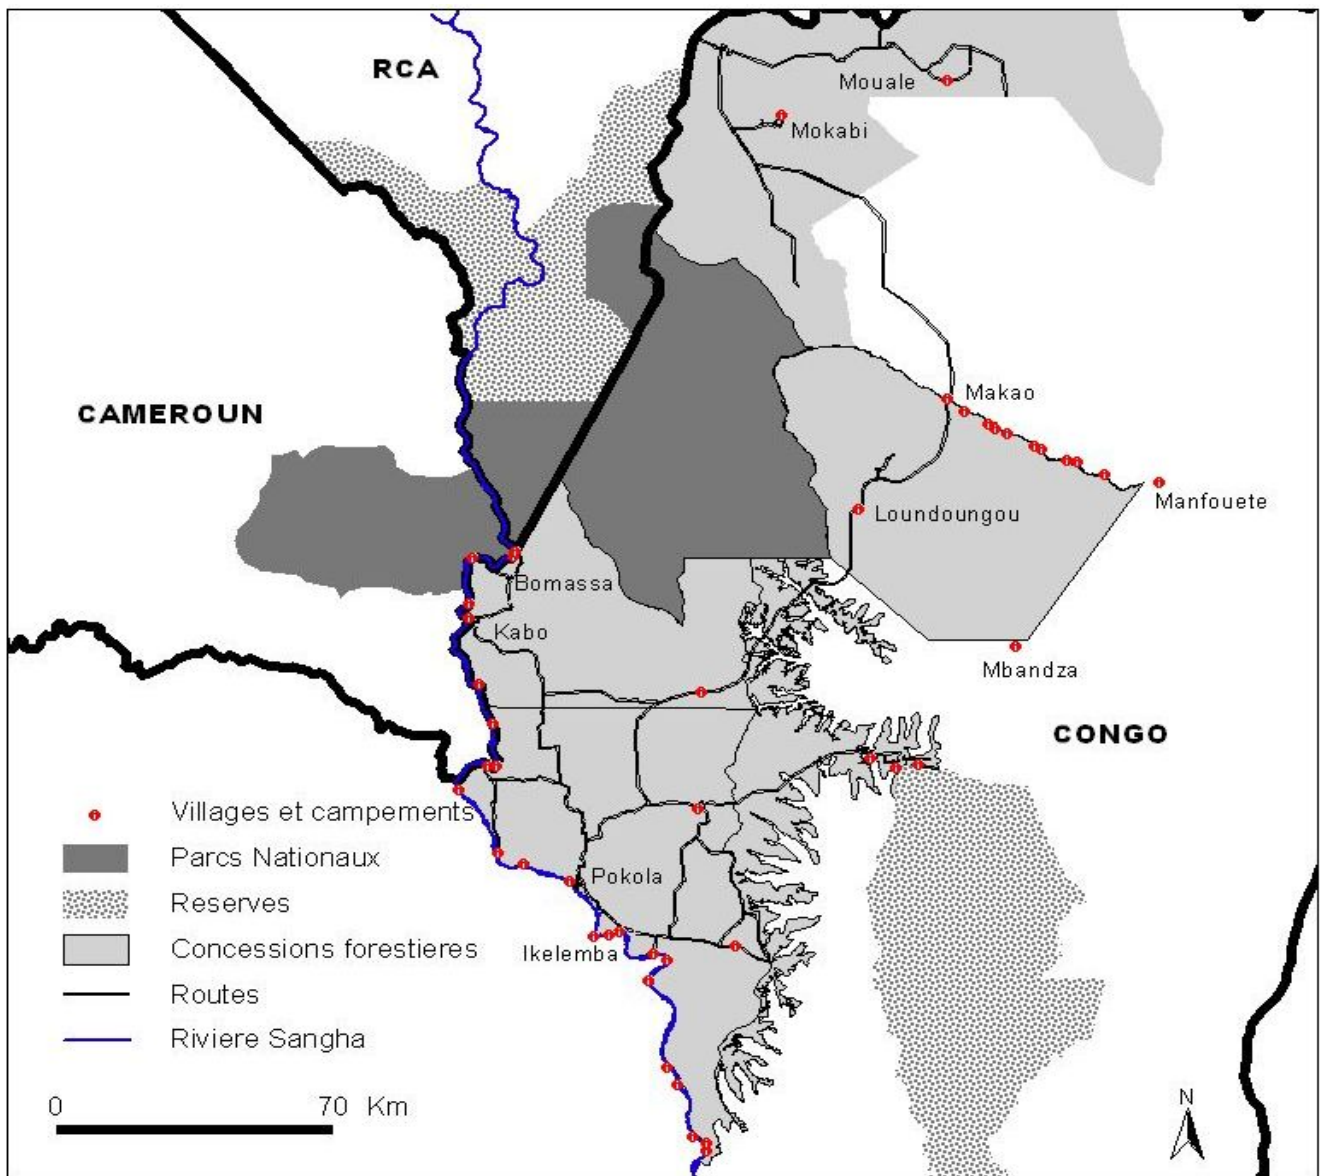 RCA
Mouale
Mokabi
CAMEROUN
Makao
Manfouete
Loundoungou
Bomassa
Kabo
Mbandza
CONGO
Villages et campements
Parcs Nationaux
Pokola
Reserves
Concessions forestieres
Ikelemba
Routes
Riviere Sangha
0 70 Km
N